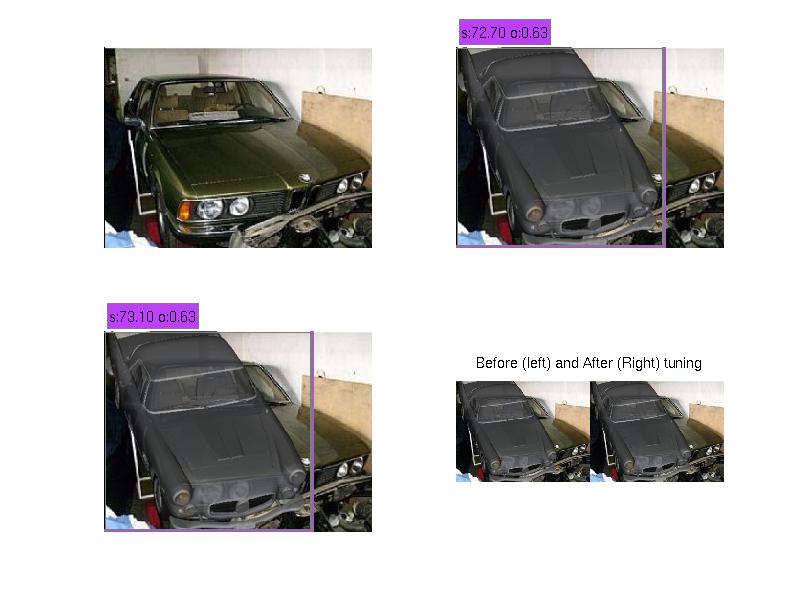 s:72.70 o:0.63
s:73.10 o:0.63
Before (left) and After (Right) tuning